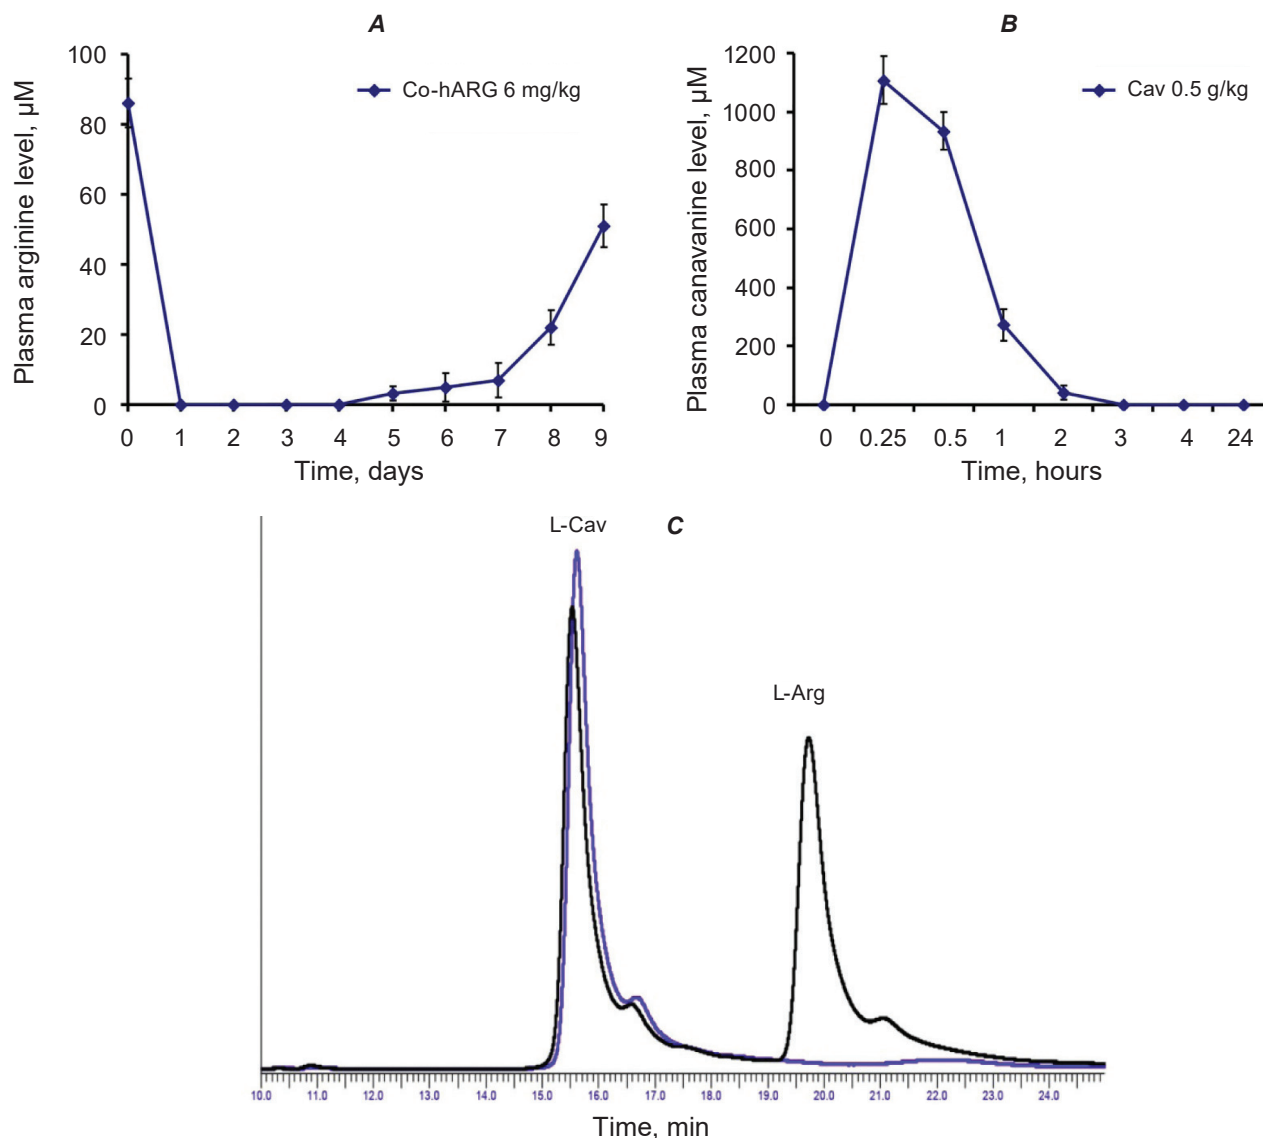 A
Plasma arginine level, µM
100
80
60
40
20
0
Co-hARG 6 mg/kg
0 1 2 3 4 5 6 7 8 9
Time, days
B
Plasma canavanine level, µM
1200
1000
800
600
400
200
0
Cav 0.5 g/kg
0 0.25 0.5 1 2 3 4 24
Time, hours
C
L-Cav
L-Arg
10.0 11.0 12.0 13.0 14.0 15.0 16.0 17.0 18.0 19.0 20.0 21.0 22.0 23.0 24.0
Time, min